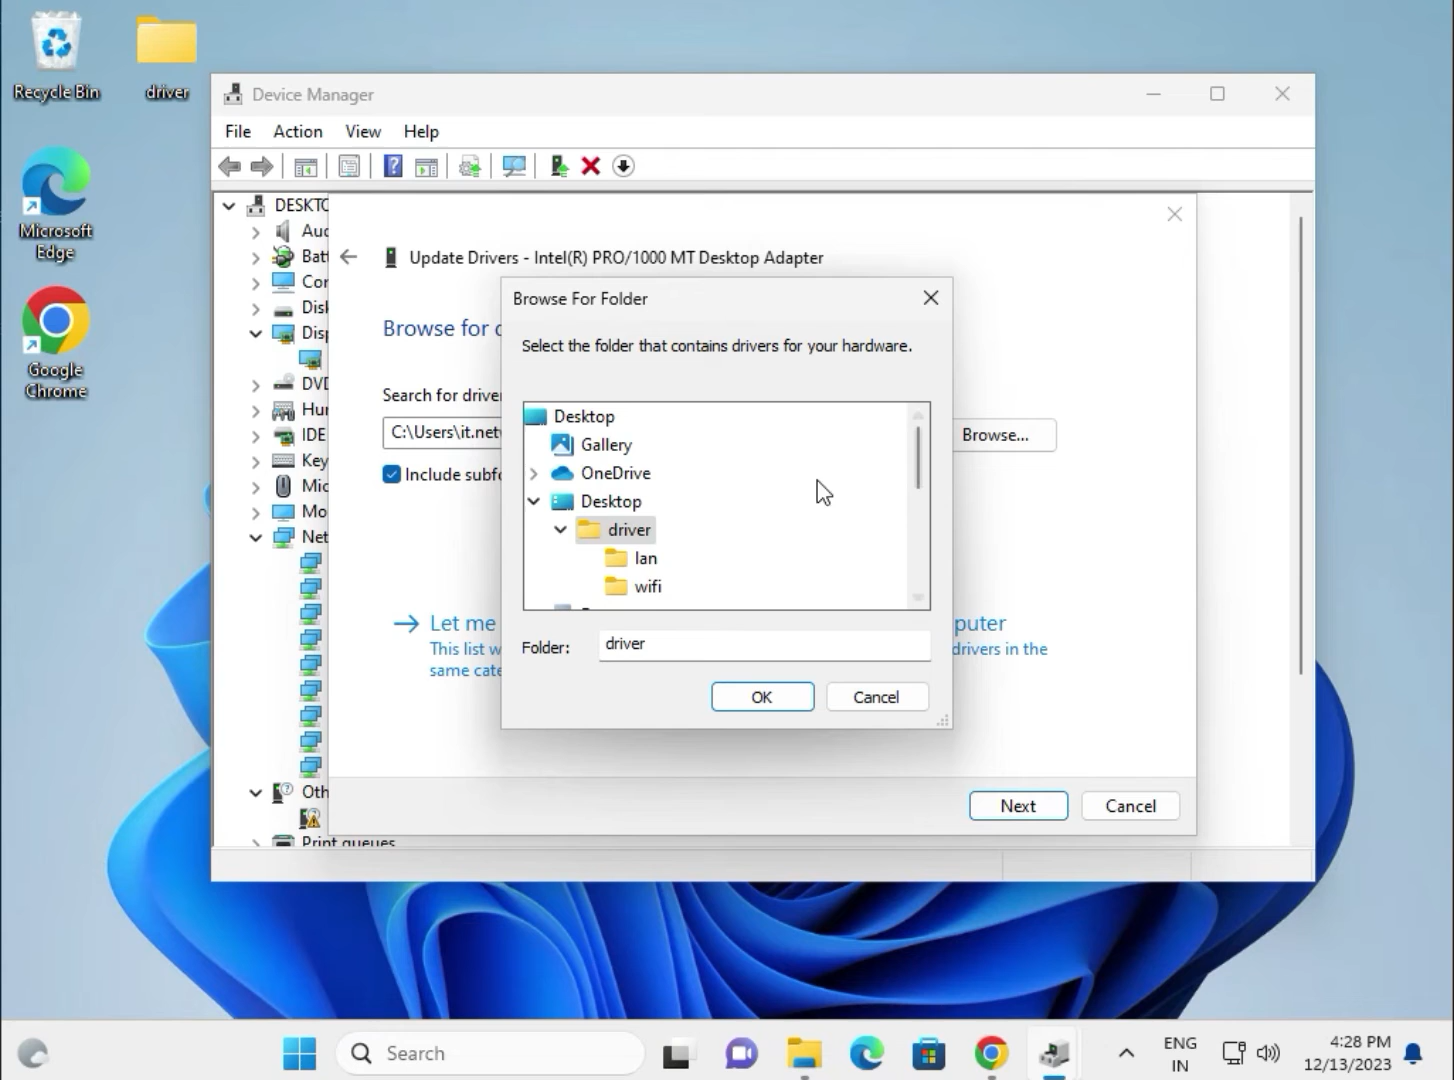 Recycle Bin
driver
Microsoft
Edge
Google
Chrome
Device Manager
File Action View Help
DESKTO
Aud
Batt
Con
Disk
Disp
DVD
Hun
IDE
Key
Mic
Mo
Net
Oth
Print queues
Update Drivers - Intel(R) PRO/1000 MT Desktop Adapter
Browse for d
Search for driver
C:\Users\it.netw
Browse...
Include subfo
Let me
puter
This list w
drivers in the
same cate
Next
Cancel
Browse For Folder
Select the folder that contains drivers for your hardware.
Desktop
Gallery
OneDrive
Desktop
driver
lan
wifi
Folder: driver
OK
Cancel
Search
ENG
IN
4:28 PM
12/13/2023